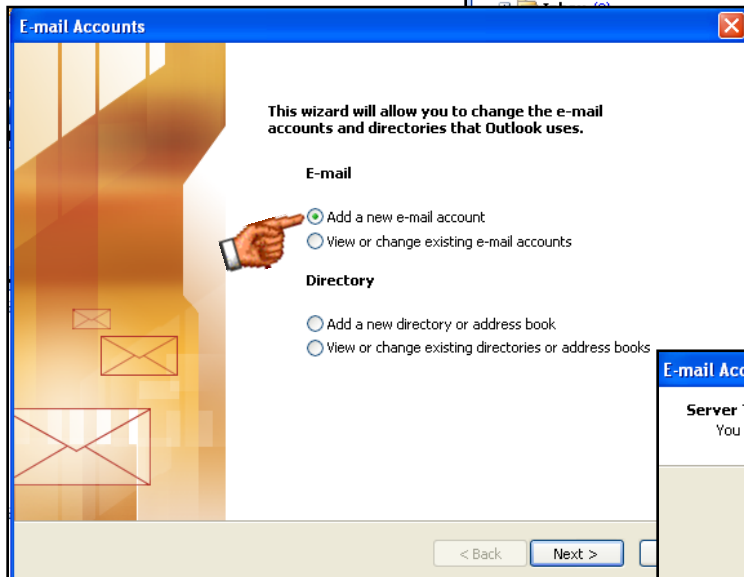 E-mail Accounts
This wizard will allow you to change the e-mail
accounts and directories that Outlook uses.
E-mail
Add a new e-mail account
View or change existing e-mail accounts
Directory
Add a new directory or address book
View or change existing directories or address books
E-mail
Server
You
< Back
Next >